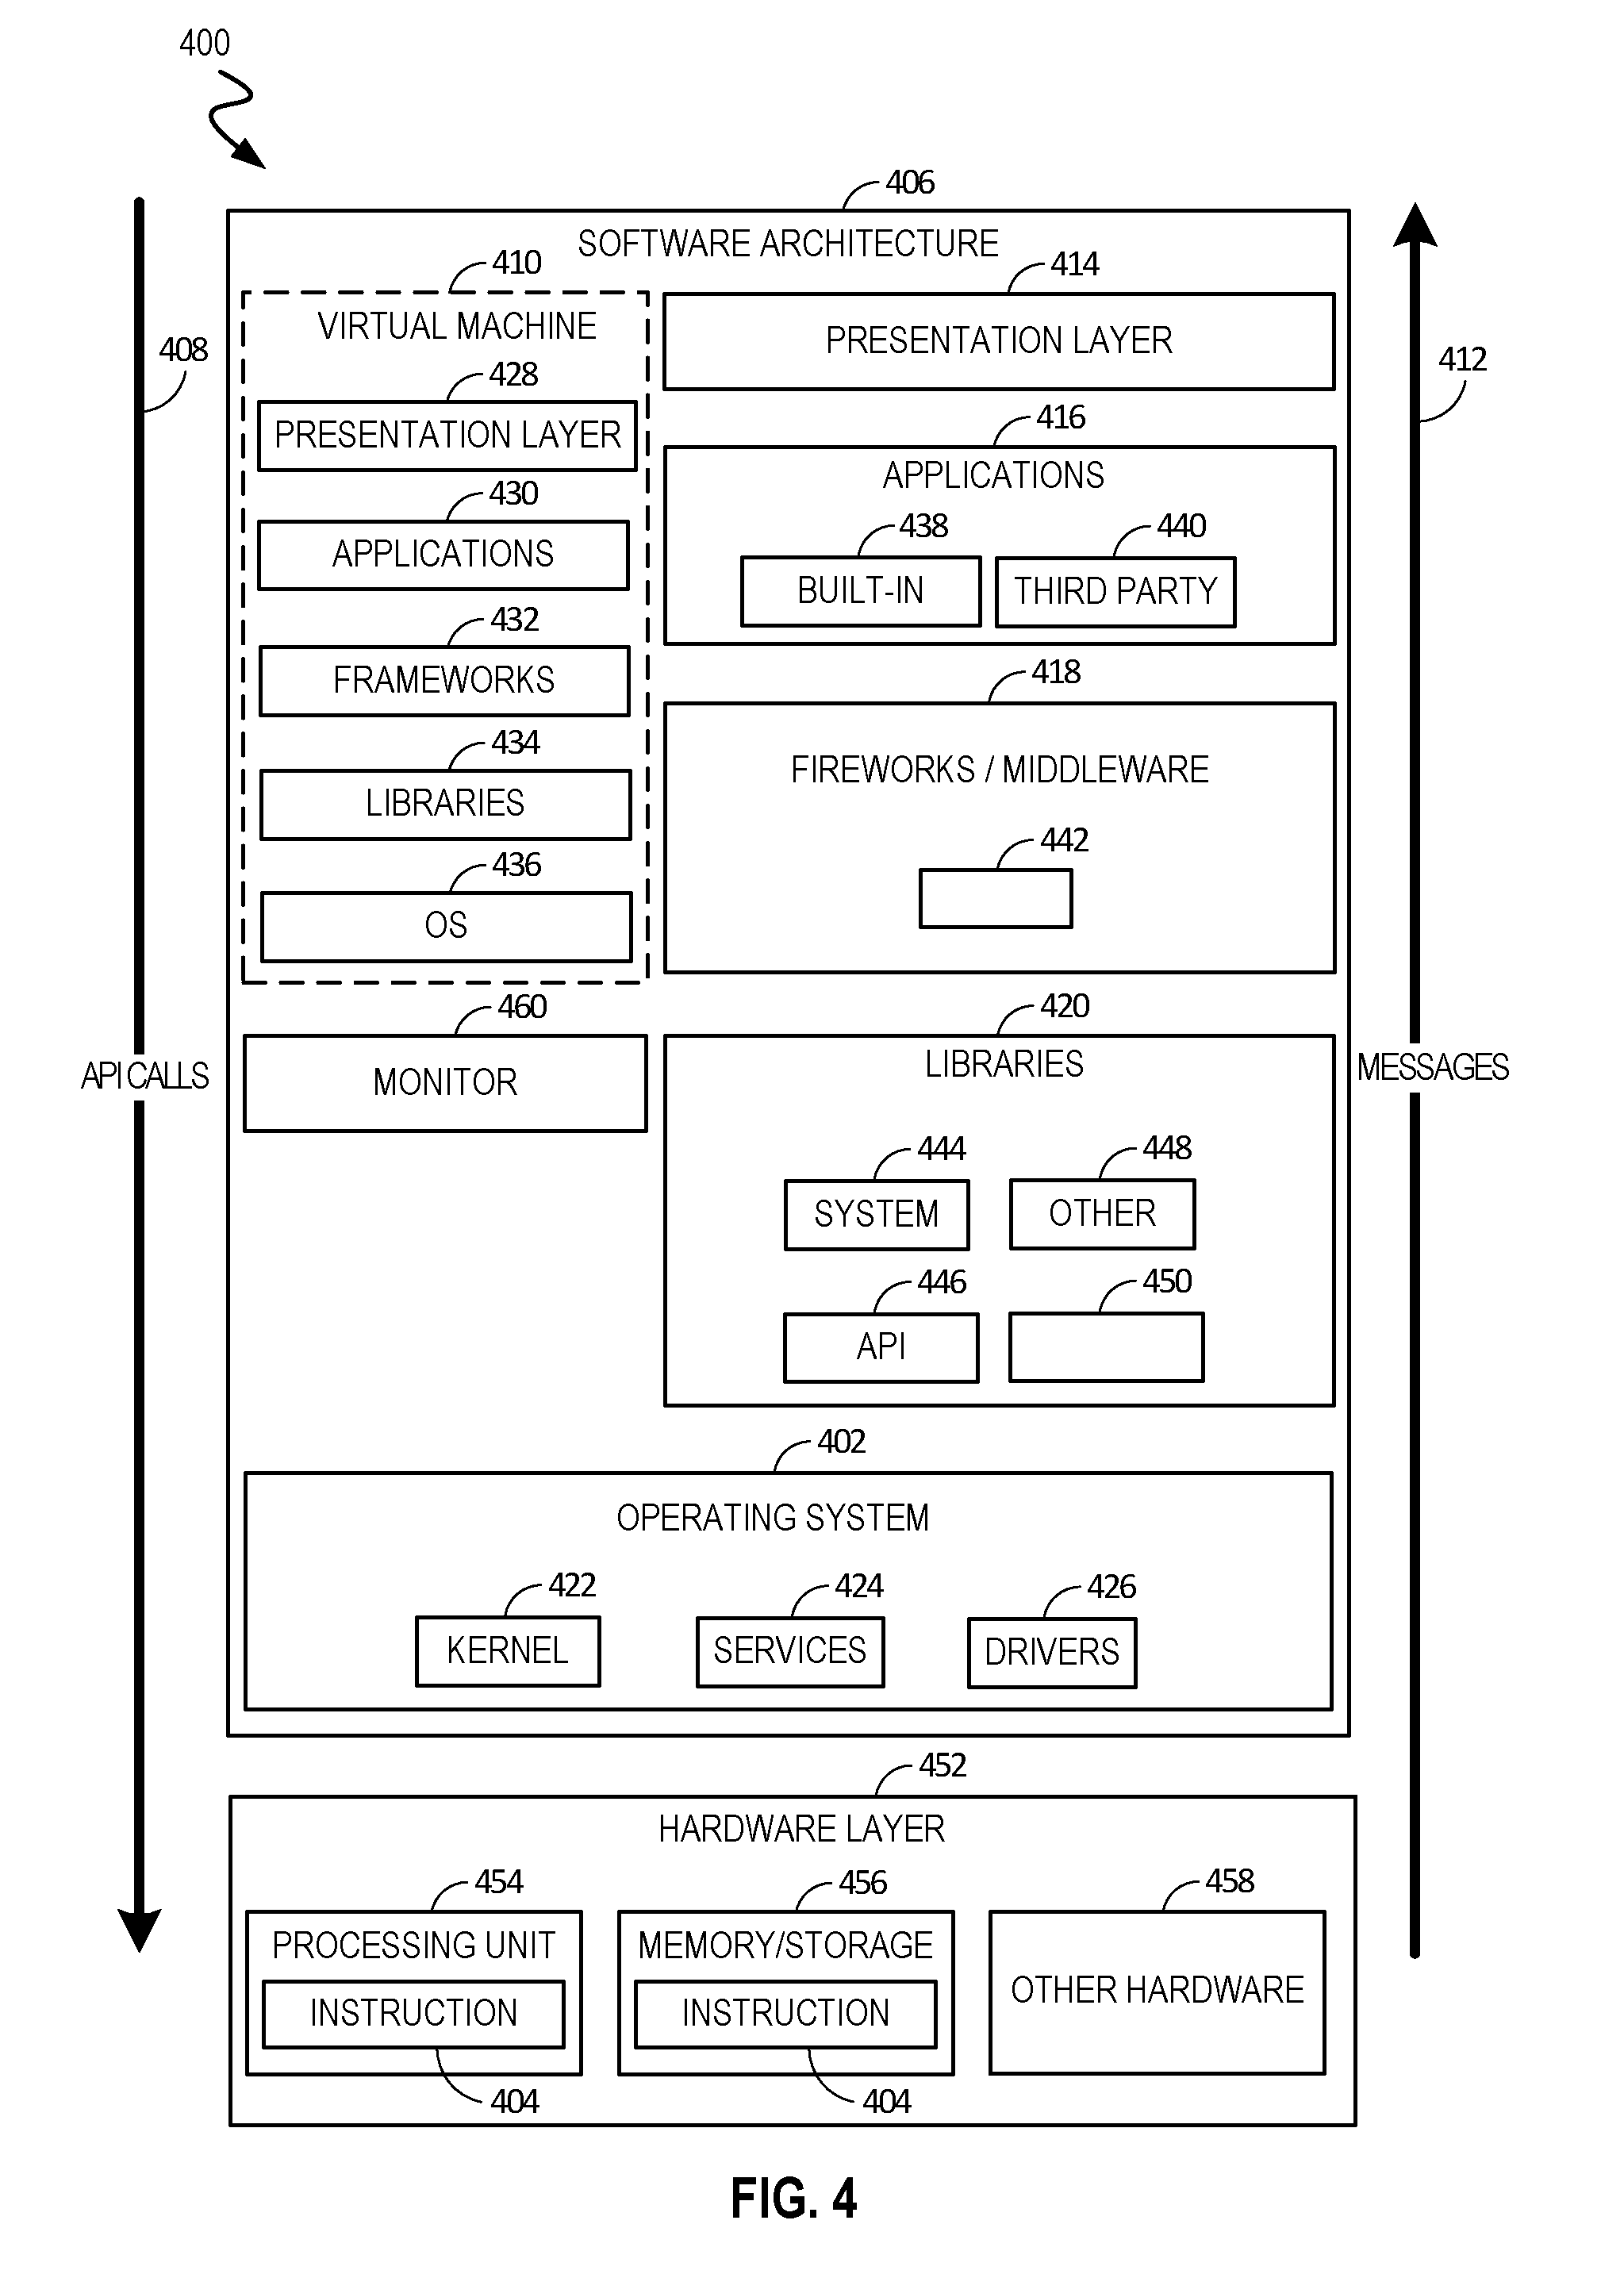 400
406
SOFTWARE ARCHITECTURE
410
VIRTUAL MACHINE
428
PRESENTATION LAYER
430
APPLICATIONS
432
FRAMEWORKS
434
LIBRARIES
436
OS
460
MONITOR
414
PRESENTATION LAYER
416
APPLICATIONS
438
BUILT-IN
440
THIRD PARTY
418
FIREWORKS / MIDDLEWARE
442
420
LIBRARIES
444
SYSTEM
448
OTHER
446
API
450
408
API CALLS
412
MESSAGES
402
OPERATING SYSTEM
422
KERNEL
424
SERVICES
426
DRIVERS
452
HARDWARE LAYER
454
PROCESSING UNIT
INSTRUCTION
404
456
MEMORY/STORAGE
INSTRUCTION
404
458
OTHER HARDWARE
FIG. 4